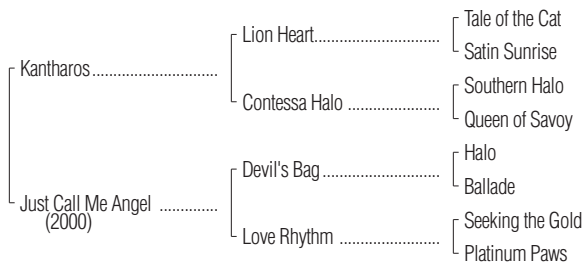 Tale of the Cat
Lion Heart
Satin Sunrise
Kantharos
Southern Halo
Contessa Halo
Queen of Savoy
Halo
Devil's Bag
Ballade
Just Call Me Angel
(2000)
Seeking the Gold
Love Rhythm
Platinum Paws